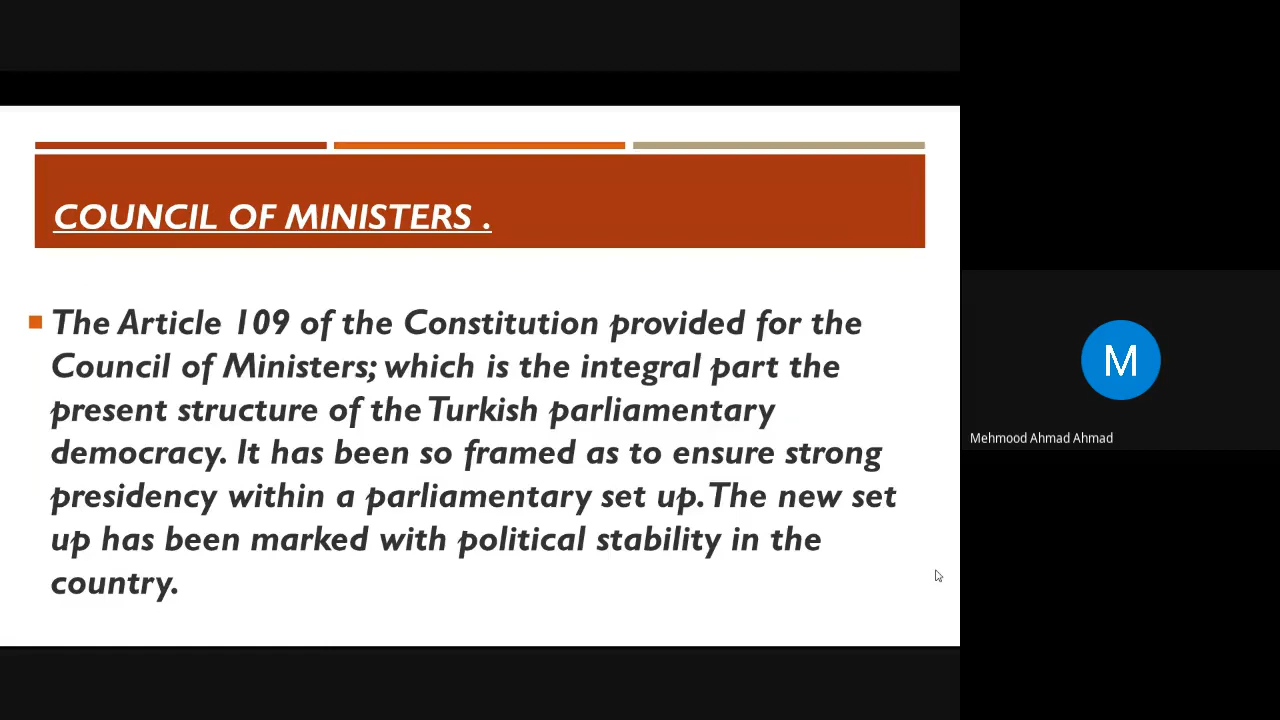 COUNCIL OF MINISTERS .
The Article 109 of the Constitution provided for the
Council of Ministers; which is the integral part the
present structure of the Turkish parliamentary
democracy. It has been so framed as to ensure strong
presidency within a parliamentary set up. The new set
up has been marked with political stability in the
country.
M
Mehmood Ahmad Ahmad